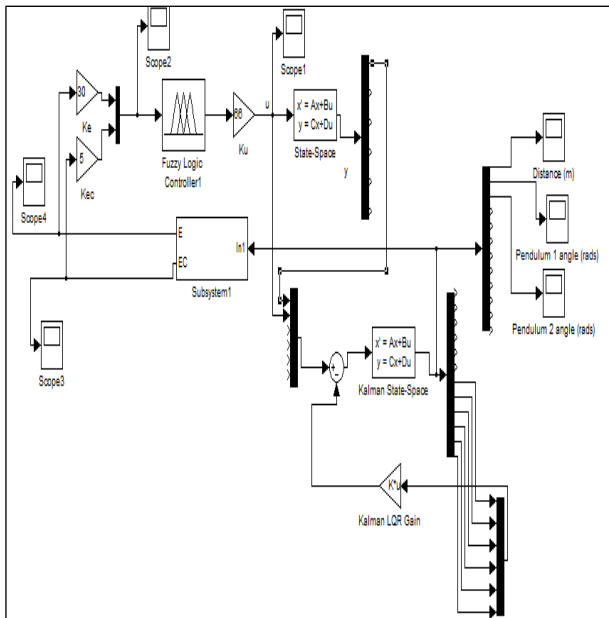 Scope2
Scope1
30
Ke
5
Kec
Fuzzy Logic
Controller1
66
Ku
u
x' = Ax+Bu
y = Cx+Du
State-Space
y
Distance (m)
Pendulum 1 angle (rads)
Pendulum 2 angle (rads)
Scope4
Scope3
E
EC
In1
Subsystem1
+
-
x' = Ax+Bu
y = Cx+Du
Kalman State-Space
K*u
Kalman LQR Gain